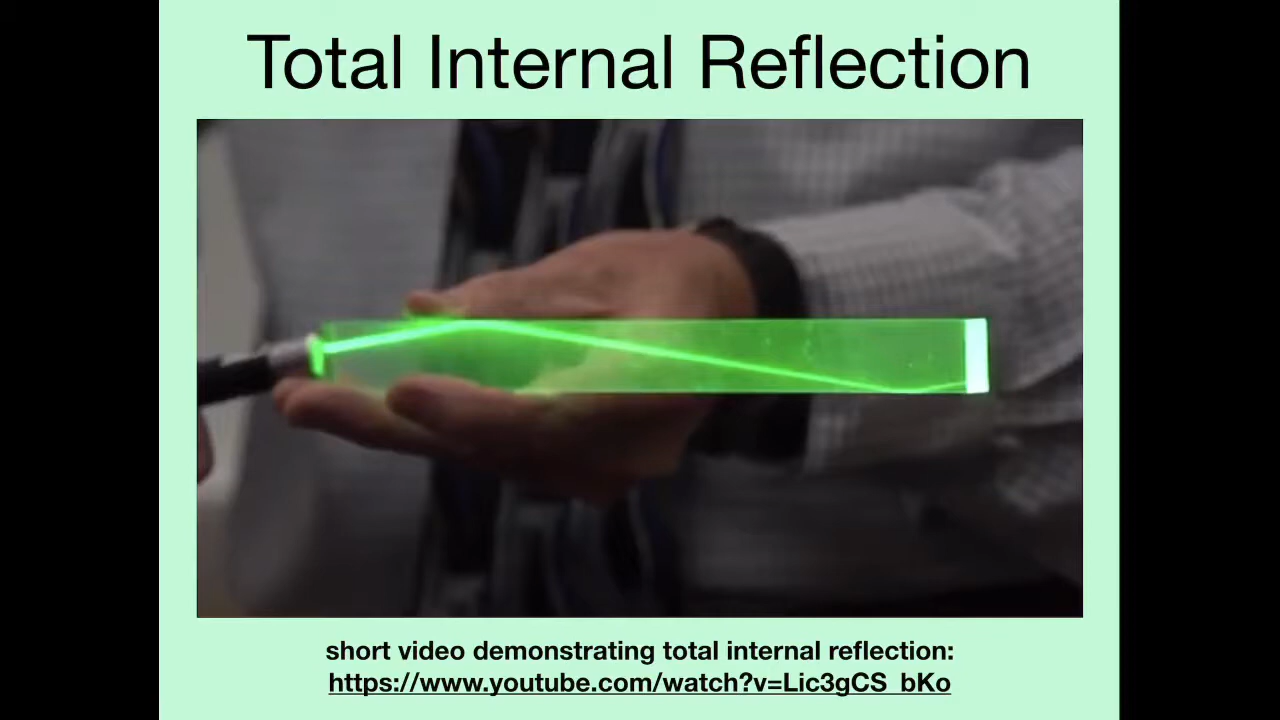 Total Internal Reflection
short video demonstrating total internal reflection:
https://www.youtube.com/watch?v=Lic3gCS_bKo